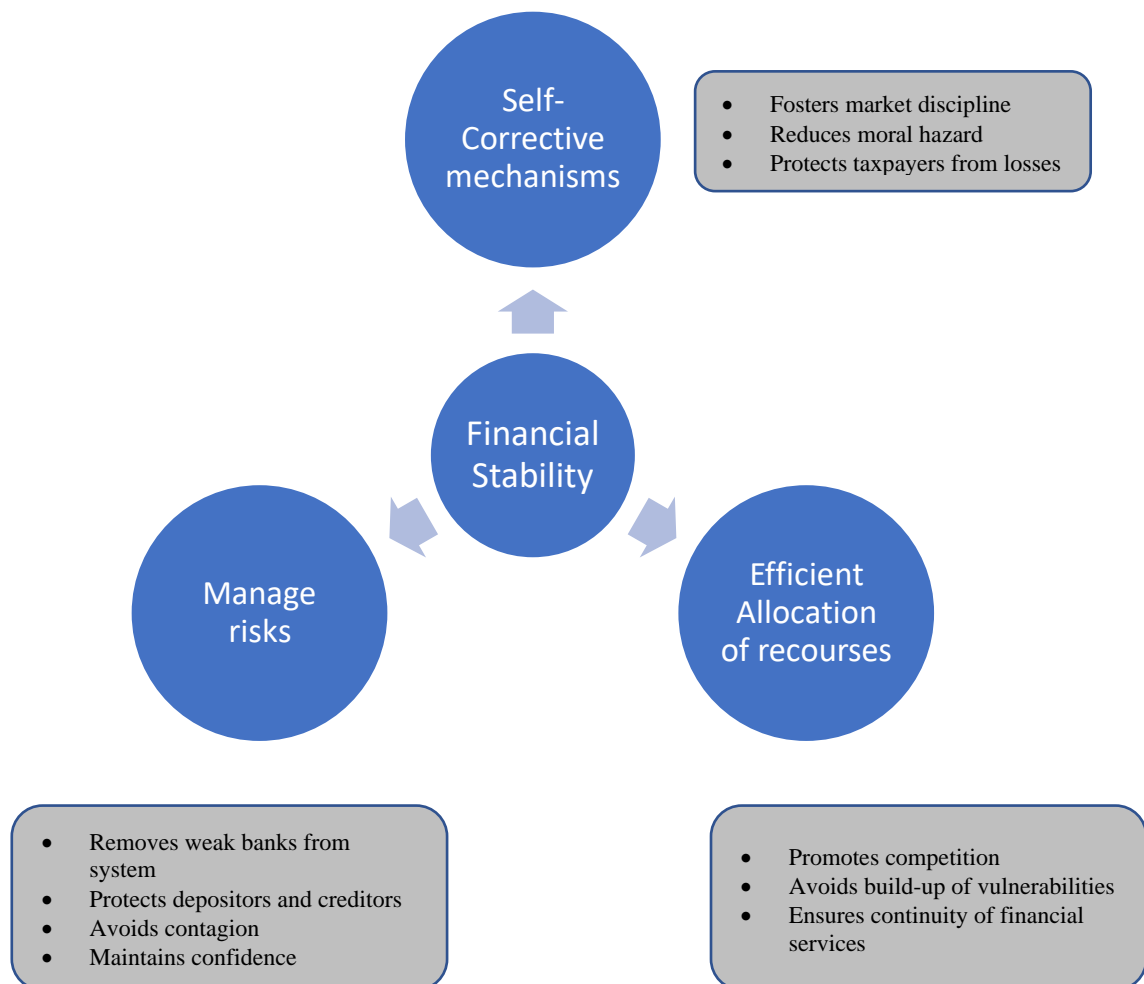 Self-
Corrective
mechanisms
• Fosters market discipline
• Reduces moral hazard
• Protects taxpayers from losses
Financial
Stability
Manage
risks
Efficient
Allocation
of recourses
• Removes weak banks from
system
• Protects depositors and creditors
• Avoids contagion
• Maintains confidence
• Promotes competition
• Avoids build-up of vulnerabilities
• Ensures continuity of financial
services